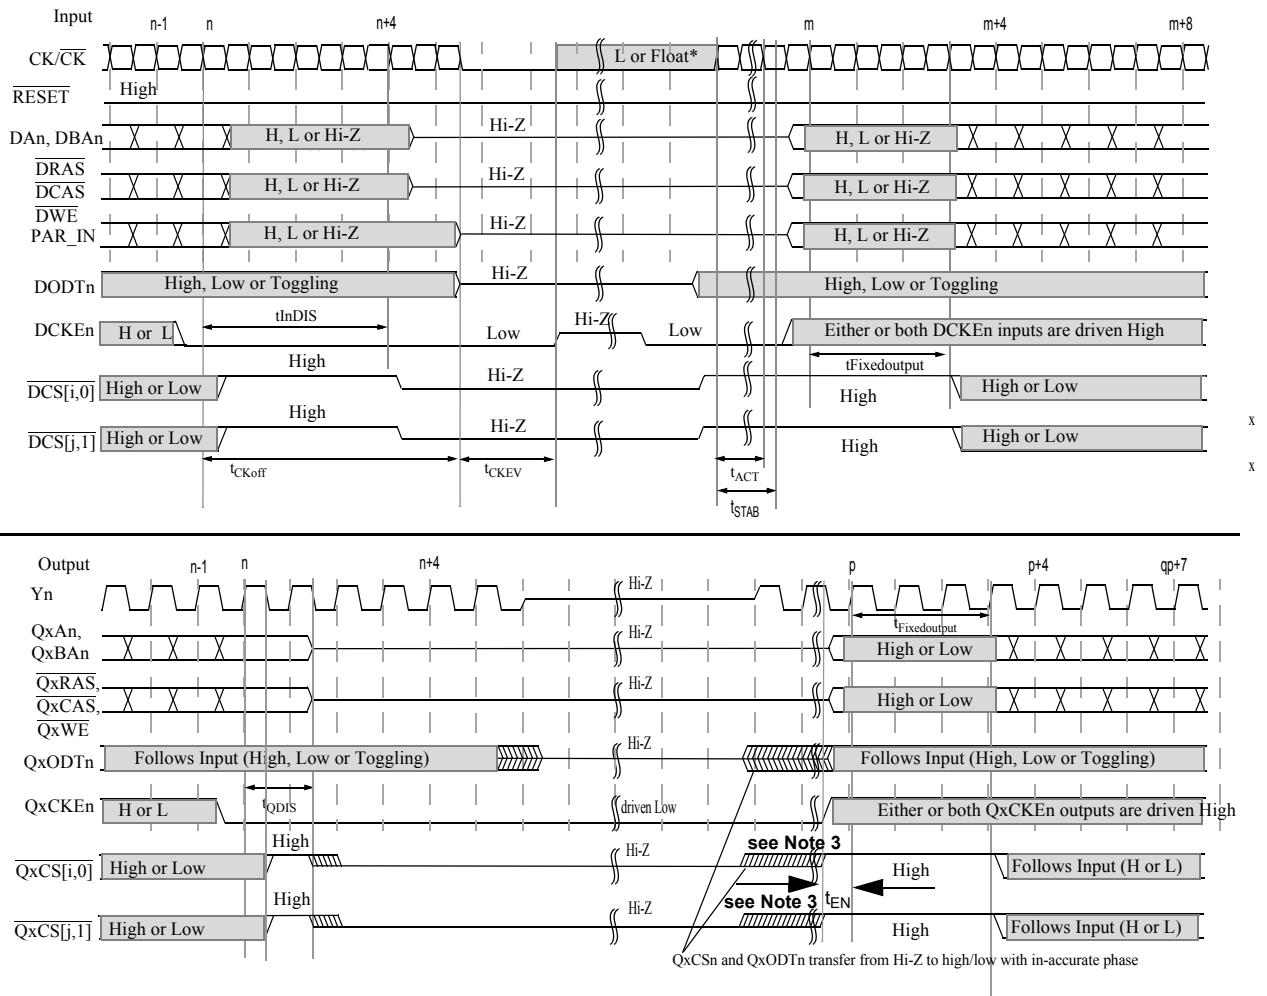 Input
n-1 n n+4 m m+4 m+8
CK/CK L or Float*
RESET High
DAn, DBAn H, L or Hi-Z Hi-Z H, L or Hi-Z
DRAS
DCAS H, L or Hi-Z Hi-Z H, L or Hi-Z
DWE
PAR_IN H, L or Hi-Z Hi-Z H, L or Hi-Z
DODTn High, Low or Toggling Hi-Z High, Low or Toggling
DCKEn H or L tInDIS Low Hi-Z Low Either or both DCKEn inputs are driven High
tFixedoutput
DCS[i,0] High or Low High Hi-Z High High or Low
DCS[j,1] High or Low High Hi-Z High High or Low
x
tCKoff tCKEV tACT x
tSTAB
Output
n-1 n n+4 p p+4 qp+7
Yn Hi-Z
tFixedoutput
QxAn,
QxBAn Hi-Z High or Low
QxRAS,
QxCAS, Hi-Z High or Low
QxWE
QxODTn Follows Input (High, Low or Toggling) Hi-Z Follows Input (High, Low or Toggling)
tQDIS
QxCKEn H or L driven Low Either or both QxCKEn outputs are driven High
QxCS[i,0] High or Low High Hi-Z see Note 3 High Follows Input (H or L)
see Note 3 tEN
QxCS[j,1] High or Low High Hi-Z High Follows Input (H or L)
QxCSn and QxODTn transfer from Hi-Z to high/low with in-accurate phase